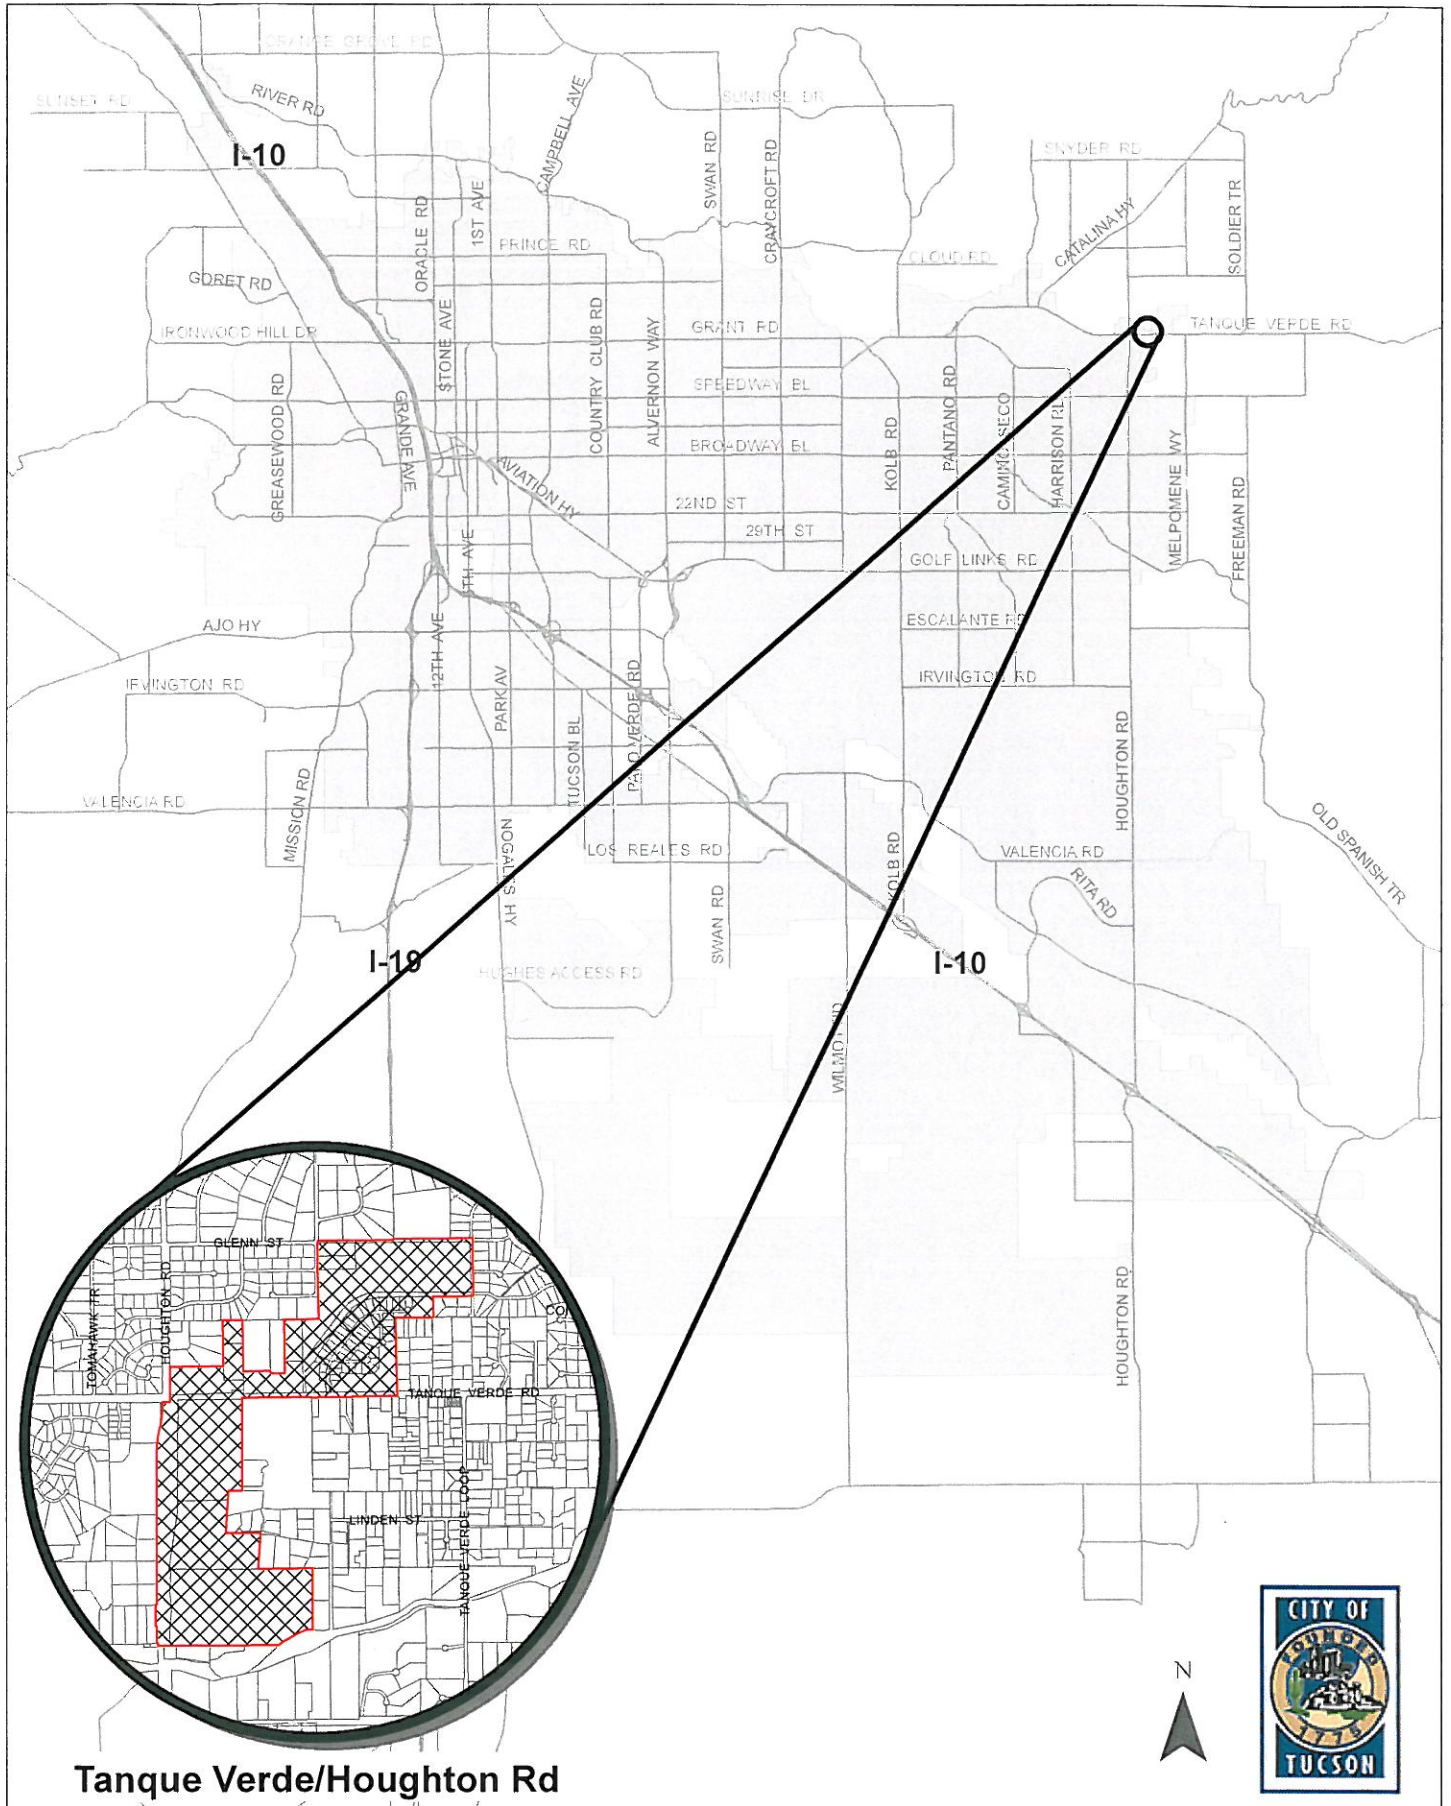 ORANGE GROVE RD
SUNSET RD
RIVER RD
SUNRISE DR
I-10
CAMPBELL AVE
SWAN RD
CRAYCROFT RD
SNYDER RD
ORACLE RD
1ST AVE
PRINCE RD
CLOUD RD
CATALINA HY
SOLDIER TR
GORET RD
IRONWOOD HILL DR
STONE AVE
COUNTRY CLUB RD
ALVERNON WAY
GRANT RD
TANQUE VERDE RD
GREASEWOOD RD
GRANDE AVE
SPEEDWAY BL
BROADWAY BL
KOLB RD
PANTANO RD
CAMINO SECO
HARRISON RD
MELPOMENE WY
FREEMAN RD
AVIATION HY
22ND ST
29TH ST
6TH AVE
GOLF LINKS RD
AJO HY
12TH AVE
ESCALANTE RD
IRVINGTON RD
PARK AV
TUCSON BL
PALO VERDE RD
IRVINGTON RD
HOUGHTON RD
VALENCIA RD
MISSION RD
NOGALES HY
LOS REALES RD
SWAN RD
KOLB RD
VALENCIA RD
RITA RD
OLD SPANISH TR
I-19
HUGHES ACCESS RD
I-10
WILMOT RD
HOUGHTON RD
GLENN ST
TOMAHAWK TR
HOUGHTON RD
TANQUE VERDE RD
LINDEN ST
TANQUE VERDE LOOP
Tanque Verde/Houghton Rd
N
CITY OF
FOUNDED
1775
TUCSON